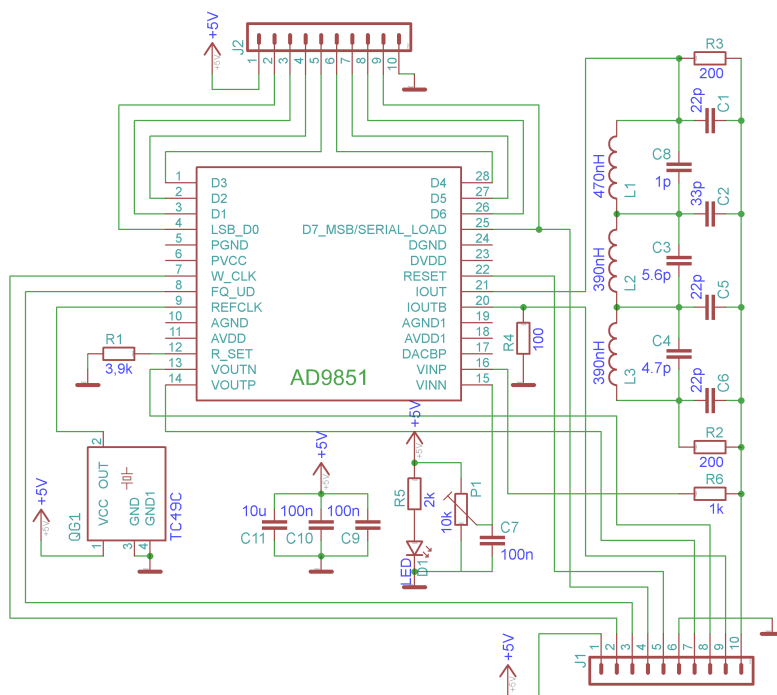 +5V
+5V
J2
1
2
3
4
5
6
7
8
9
10
R3
200
22p
C1
C8
1p
470nH
L1
33p
C2
C3
5.6p
390nH
L2
22p
C5
C4
4.7p
390nH
L3
22p
C6
R2
200
R6
1k
1 D3 D4 28
2 D2 D5 27
3 D1 D6 26
4 LSB_D0 D7_MSB/SERIAL_LOAD 25
5 PGND DGND 24
6 PVCC DVDD 23
7 W_CLK RESET 22
8 FQ_UD IOUT 21
9 REFCLK IOUTB 20
10 AGND AGND1 19
11 AVDD AVDD1 18
12 R_SET DACBP 17
13 VOUTN VINP 16
14 VOUTP VINN 15
AD9851
R1
3,9k
R4
100
2
OUT
VCC
GND
GND1
1
3
4
QG1
TC49C
+5V
+5V
+5V
+5V
10u
C11
100n
C10
100n
C9
+5V
+5V
R5
2k
LED
D1
P1
10k
C7
100n
+5V
+5V
J1
1
2
3
4
5
6
7
8
9
10